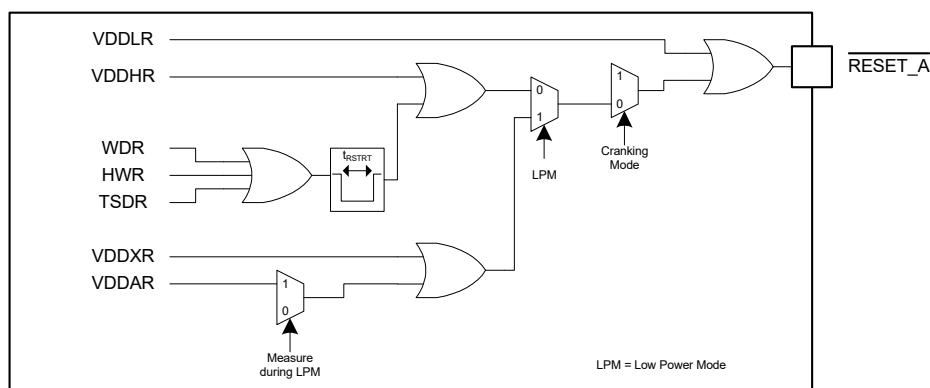 VDDLR
VDDHR
WDR
HWR
TSDR
tRSTRT
VDDXR
VDDAR
1
0
Measure
during LPM
0
1
LPM
1
0
Cranking
Mode
RESET_A
LPM = Low Power Mode